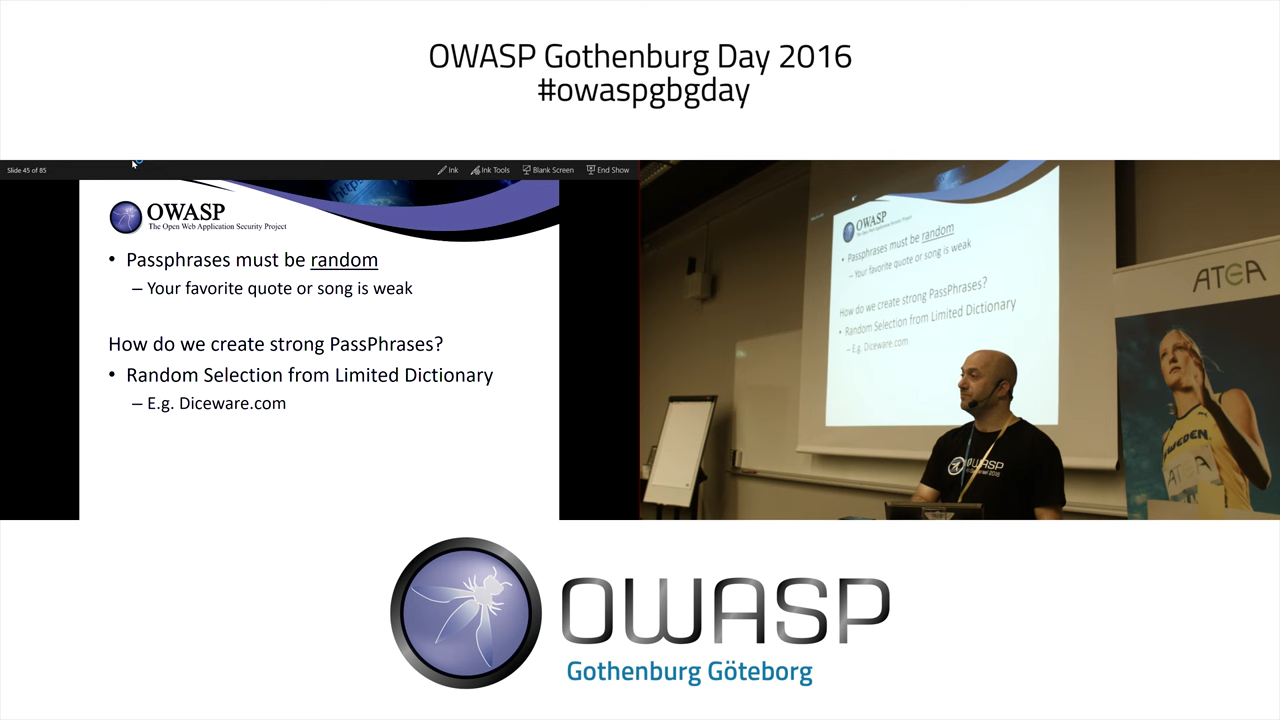 OWASP Gothenburg Day 2016
#owaspgbgday
Slide 45 of 85
Ink
Ink Tools
Blank Screen
End Show
OWASP
The Open Web Application Security Project
• Passphrases must be random
– Your favorite quote or song is weak
How do we create strong PassPhrases?
• Random Selection from Limited Dictionary
– E.g. Diceware.com
OWASP
• Passphrases must be random
– Your favorite quote or song is weak
How do we create strong PassPhrases?
• Random Selection from Limited Dictionary
– E.g. Diceware.com
ATEA
SWEDEN
ATEA
OWASP
2016
OWASP
Gothenburg Göteborg